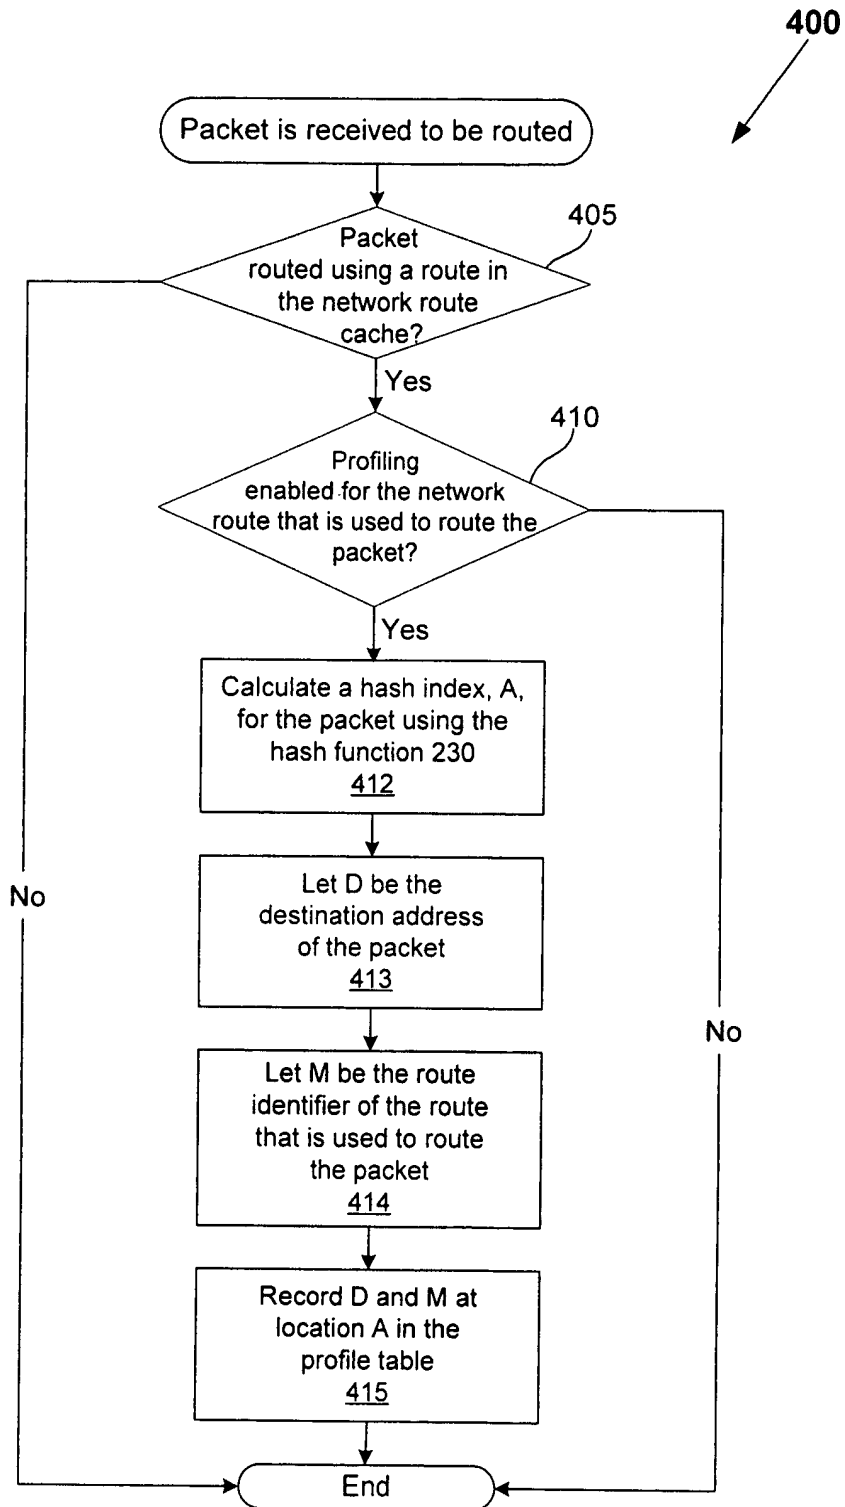 400
Packet is received to be routed
405
Packet
routed using a route in
the network route
cache?
Yes
410
Profiling
enabled for the network
route that is used to route the
packet?
Yes
Calculate a hash index, A,
for the packet using the
hash function 230
412
Let D be the
destination address
of the packet
413
No
No
Let M be the route
identifier of the route
that is used to route
the packet
414
Record D and M at
location A in the
profile table
415
End